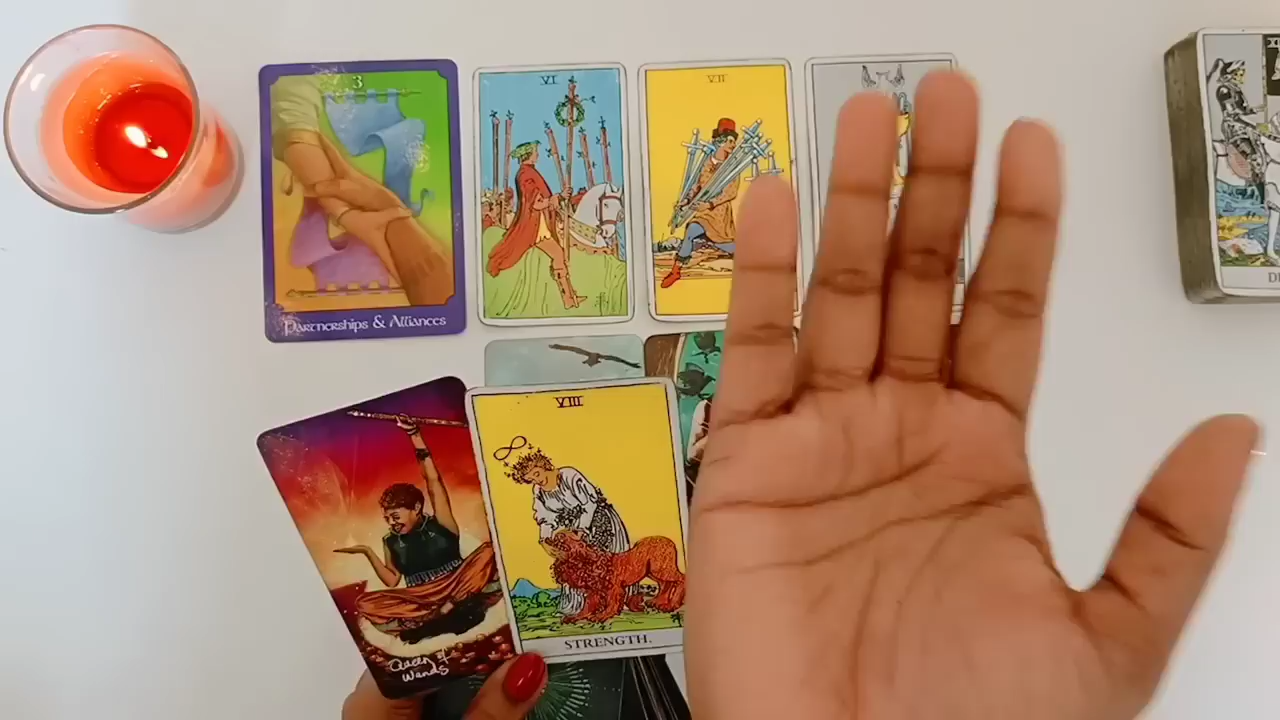 3
Partnerships & Alliances
VI
VII
VIII
STRENGTH.
Queen of
Wands